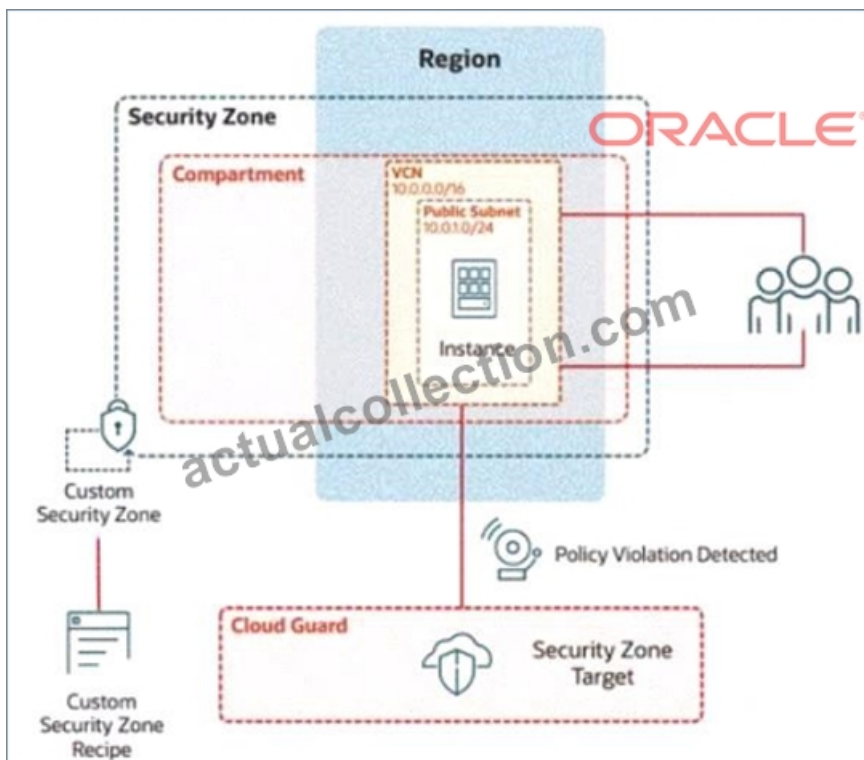 Region
Security Zone
ORACLE®
Compartment
VCN
10.0.0.0/16
Public Subnet
10.0.1.0/24
Instance
actualcollection.com
Custom
Security Zone
Policy Violation Detected
Cloud Guard
Security Zone
Target
Custom
Security Zone
Recipe